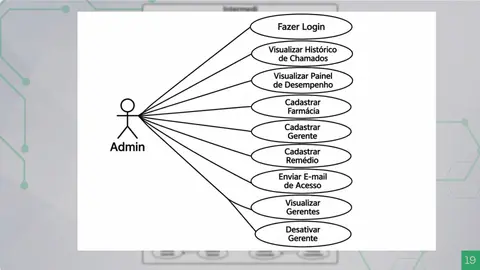 Fazer Login
Visualizar Histórico
de Chamados
Visualizar Painel
de Desempenho
Cadastrar
Farmácia
Admin
Cadastrar
Gerente
Cadastrar
Remédio
Enviar E-mail
de Acesso
Visualizar
Gerentes
Desativar
Gerente
19